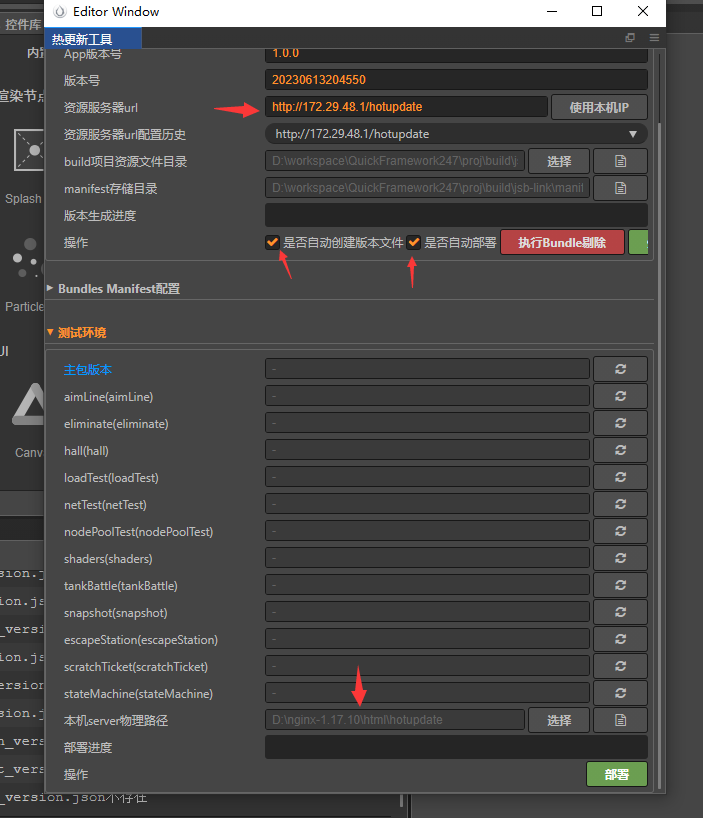 Editor Window
控件库
热更新工具
内
App版本号
1.0.0
版本号
20230613204550
渲染节点
资源服务器url
http://172.29.48.1/hotupdate
使用本机IP
资源服务器url配置历史
http://172.29.48.1/hotupdate
build项目资源文件目录
D:\workspace\QuickFramework247\proj\build\j
选择
manifest存储目录
D:\workspace\QuickFramework247\proj\build\jsb-link\manif
Splash
版本生成进度
操作
是否自动创建版本文件
是否自动部署
执行Bundle剔除
Bundles Manifest配置
Particle
测试环境
UI
主包版本
-
aimLine(aimLine)
-
eliminate(eliminate)
-
hall(hall)
-
Canv
loadTest(loadTest)
-
netTest(netTest)
-
nodePoolTest(nodePoolTest)
-
shaders(shaders)
-
sion.j
tankBattle(tankBattle)
-
ion.js
snapshot(snapshot)
-
_versi
escapeStation(escapeStation)
-
ion.js
scratchTicket(scratchTicket)
-
ersion
stateMachine(stateMachine)
-
sion.j
本机server物理路径
D:\nginx-1.17.10\html\hotupdate
选择
n_vers
部署进度
t_vers
操作
部署
_version.json不存在